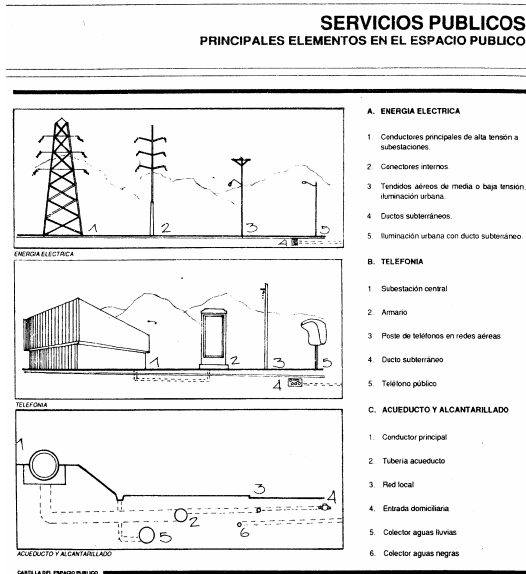 SERVICIOS PUBLICOS
PRINCIPALES ELEMENTOS EN EL ESPACIO PUBLICO
1 2 3 4 5
ENERGIA ELECTRICA
1 2 3 4 5
TELEFONIA
1 2 3 4 5 6
ACUEDUCTO Y ALCANTARILLADO
A. ENERGIA ELECTRICA
1 Conductores principales de alta tensión a
subestaciones.
2. Conectores internos.
3. Tendidos aéreos de media o baja tensión,
iluminación urbana.
4 Ductos subterráneos.
5. Iluminación urbana con ducto subterráneo.
B. TELEFONIA
1 Subestación central
2. Armario
3 Poste de teléfonos en redes aéreas
4. Ducto subterráneo
5. Teléfono público
C. ACUEDUCTO Y ALCANTARILLADO
1. Conductor principal
2. Tubería acueducto
3. Red local
4. Entrada domiciliaria
5. Colector aguas lluvias
6. Colector aguas negras
CARTILLA DEL ESPACIO PUBLICO